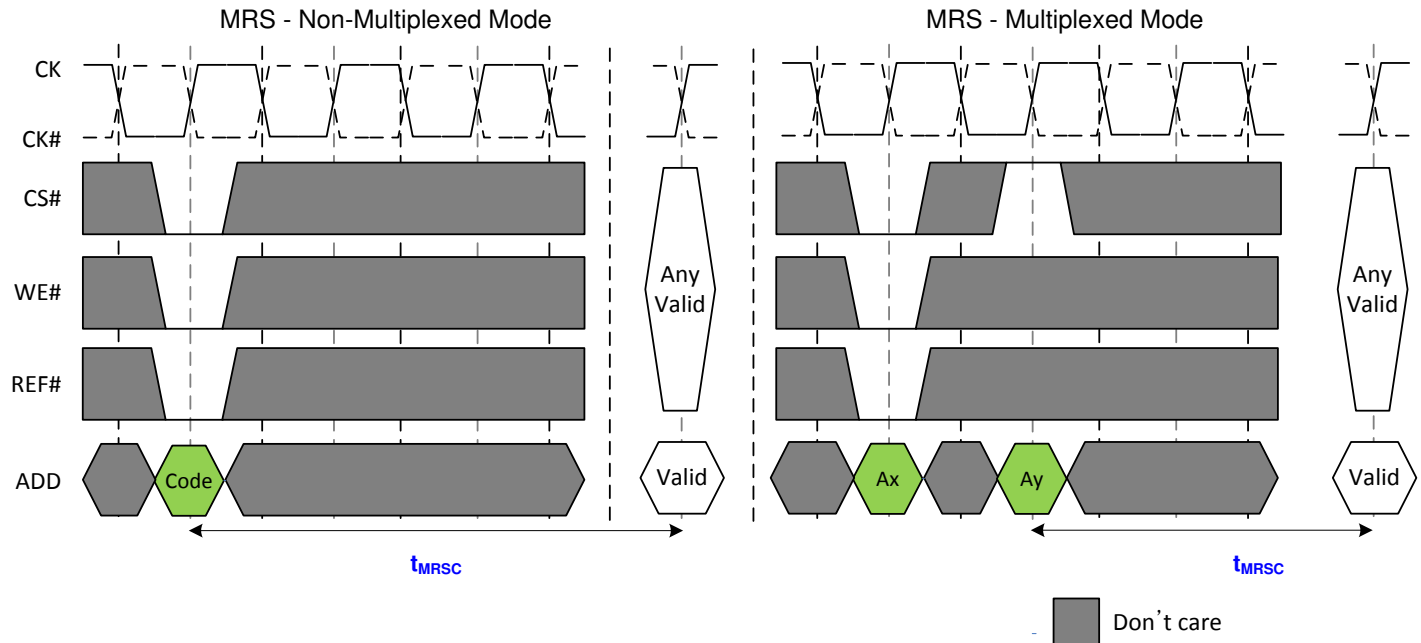 MRS - Non-Multiplexed Mode
MRS - Multiplexed Mode
CK
CK#
CS#
WE#
REF#
ADD
Any
Valid
Any
Valid
Code
Valid
Ax
Ay
Valid
tMRSC
tMRSC
Don't care